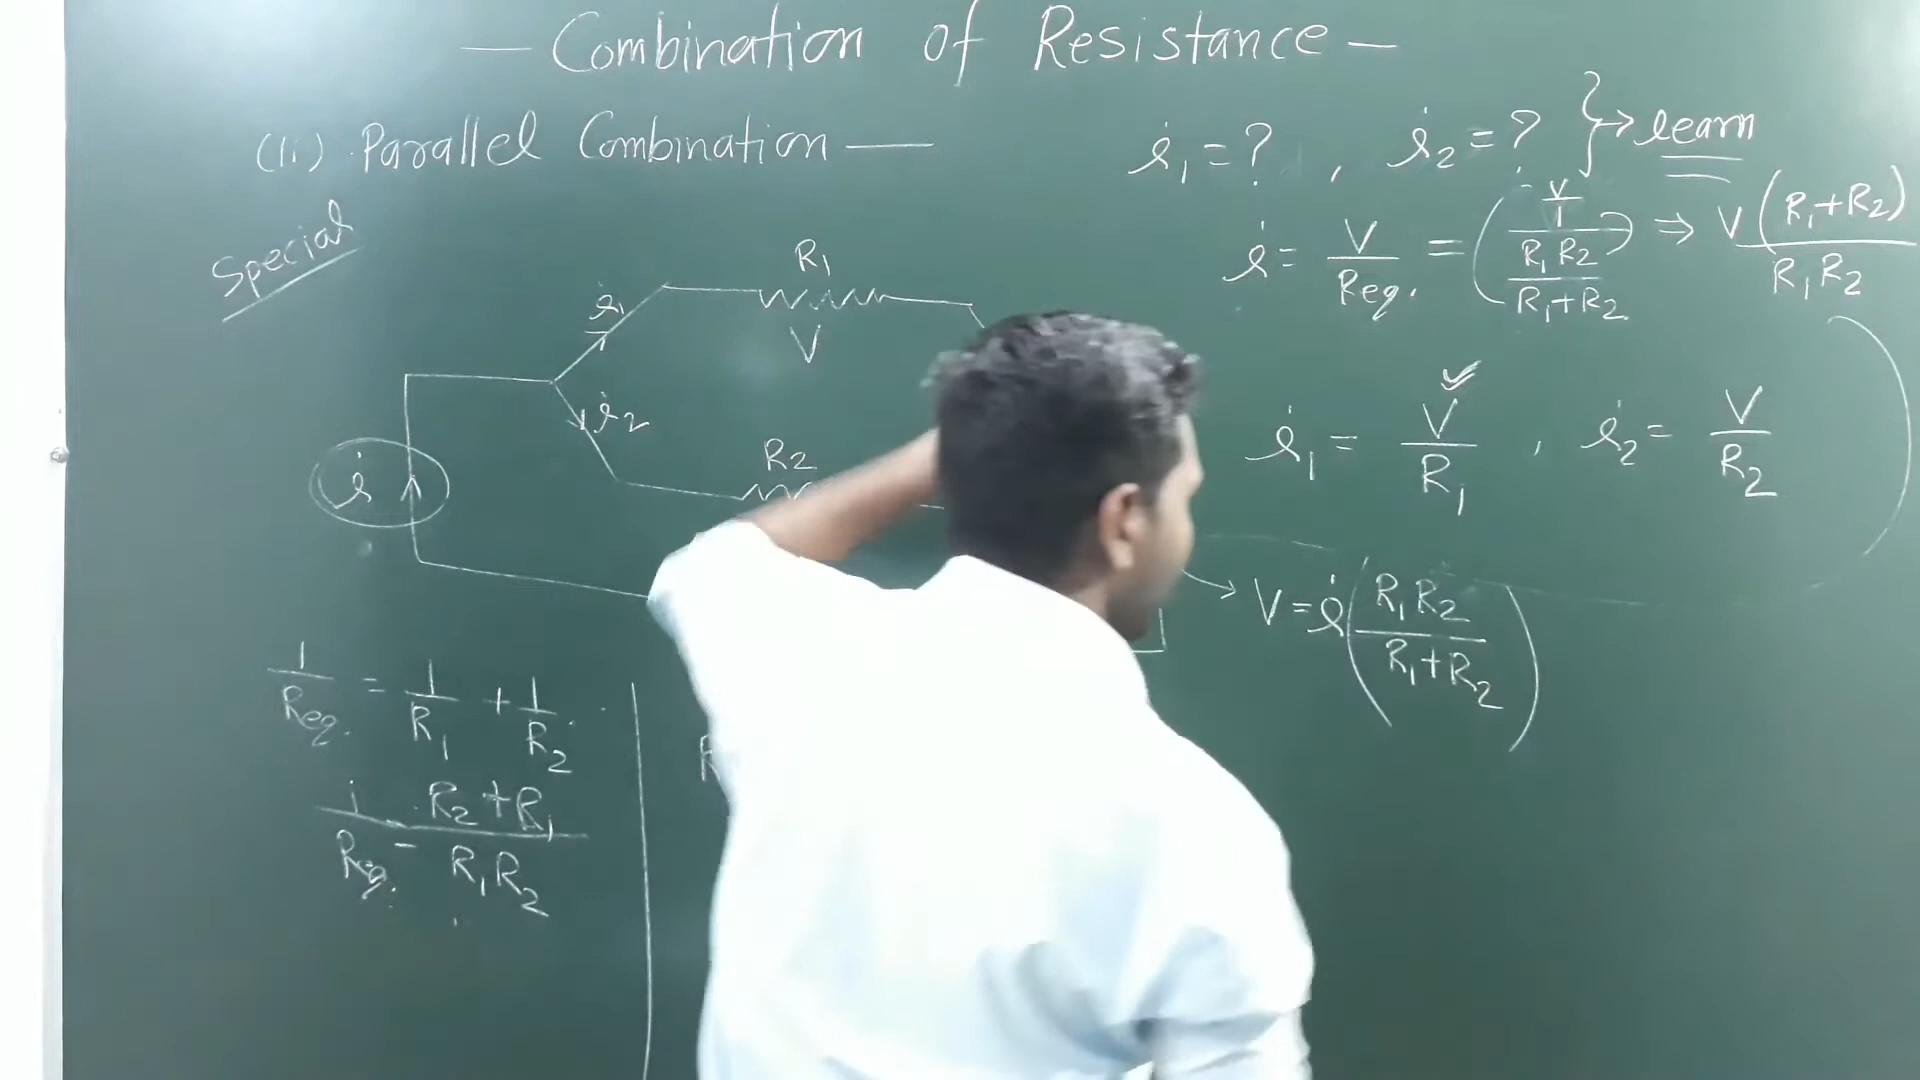 — Combination of Resistance —
(ii) Parallel Combination —
i₁ = ? , i₂ = ? } → learn
Special
i = V/Req. = ((V/1)/(R₁R₂/(R₁+R₂))) ⇒ V(R₁+R₂)/R₁R₂
R₁
i₁
V
i₂
R₂
i
i₁ = V/R₁ , i₂ = V/R₂
→ V = i(R₁R₂/(R₁+R₂))
1/Req. = 1/R₁ + 1/R₂
1/Req. = R₂+R₁/R₁R₂